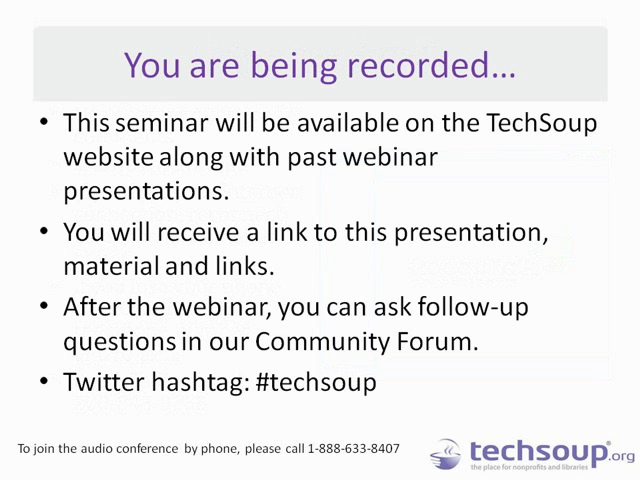 You are being recorded...
• This seminar will be available on the TechSoup
website along with past webinar
presentations.
• You will receive a link to this presentation,
material and links.
• After the webinar, you can ask follow-up
questions in our Community Forum.
• Twitter hashtag: #techsoup
To join the audio conference by phone, please call 1-888-633-8407
techsoup®.org
the place for nonprofits and libraries